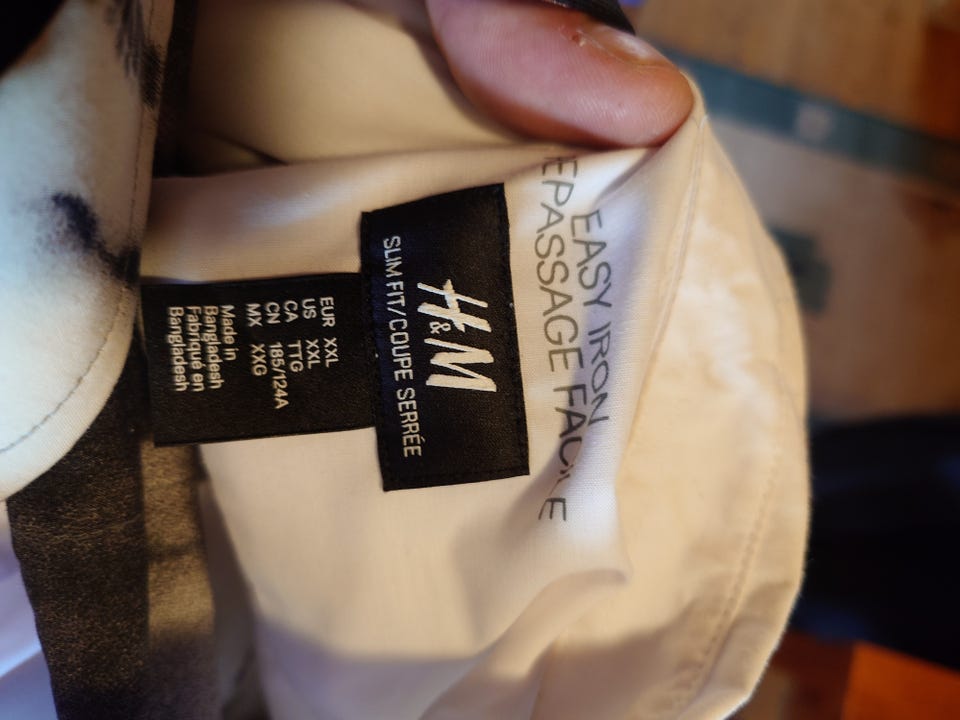 EASY IRON
REPASSAGE FACILE
H&M
SLIM FIT/COUPE SERRÉE
EUR XXL
US XXL
CA TTG
CN 185/124A
MX XXG
Made in
Bangladesh
Fabriqué en
Bangladesh